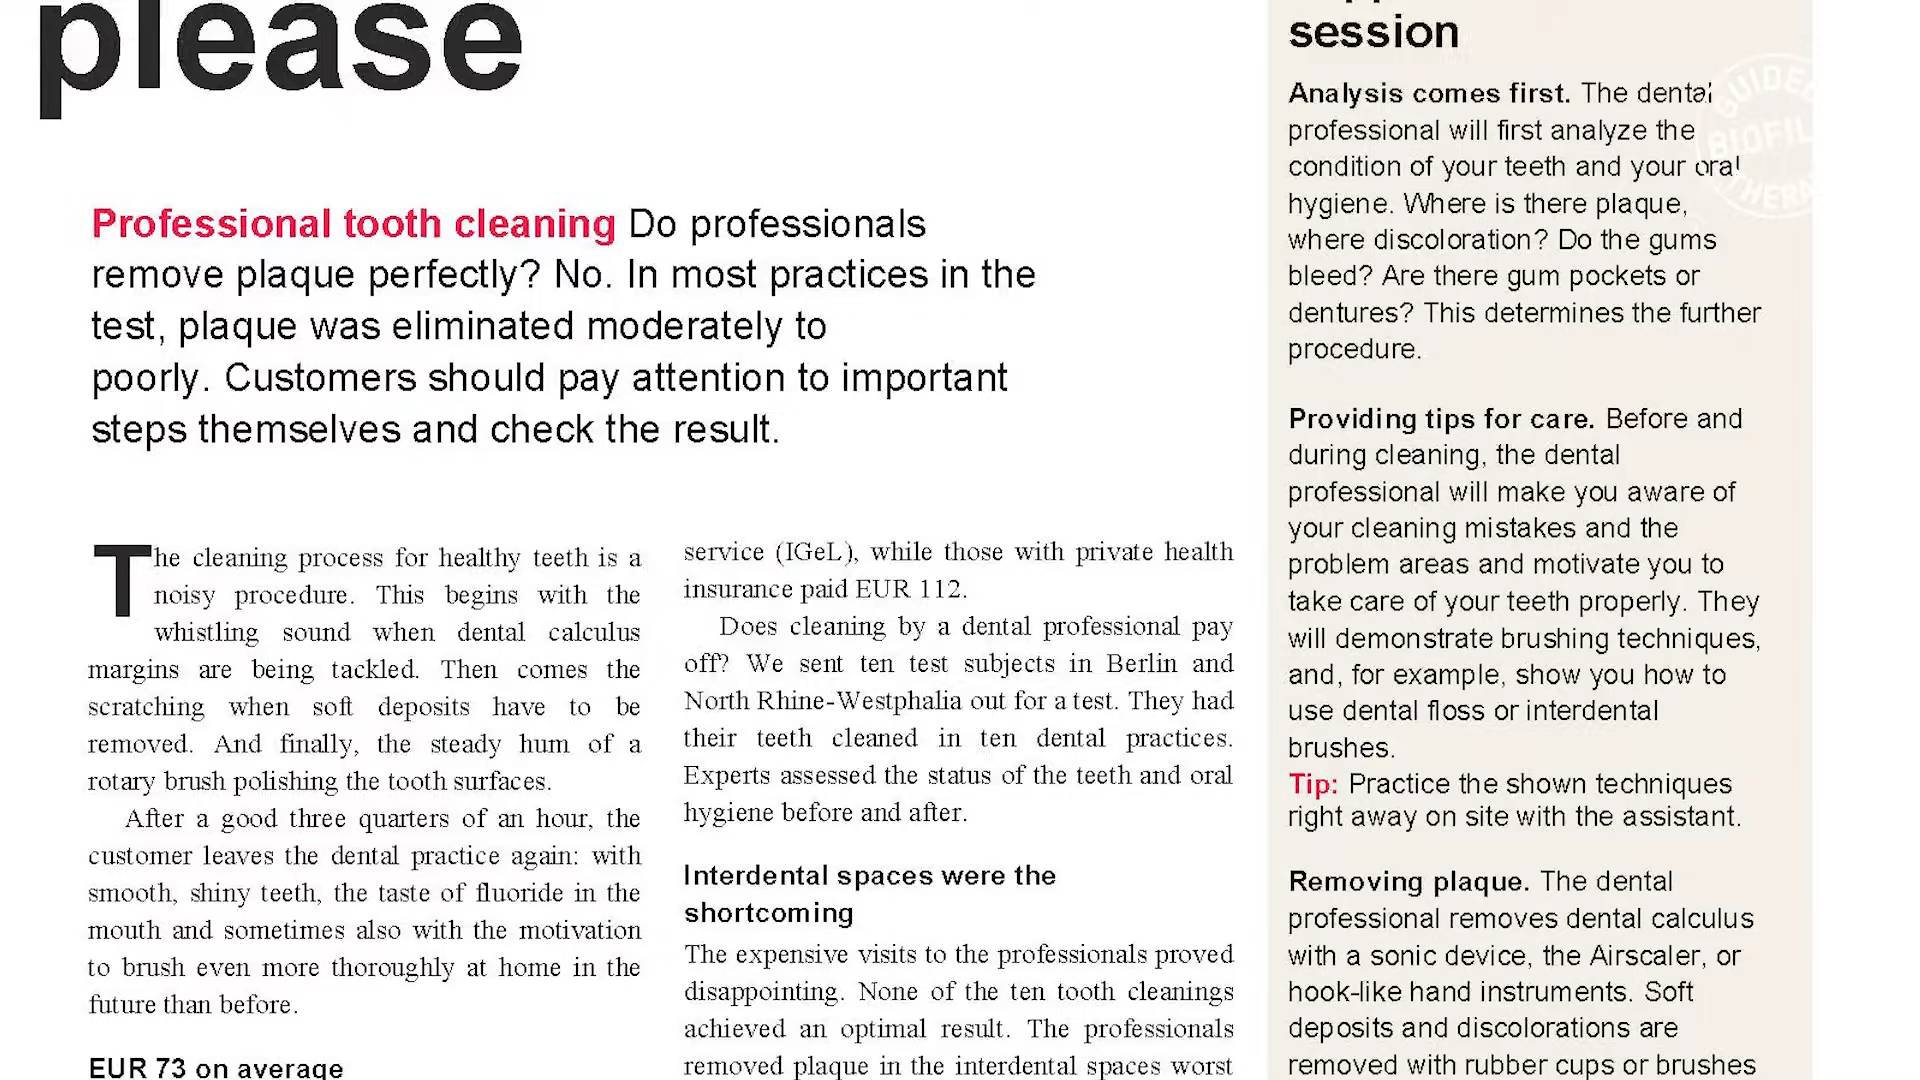 please
Professional tooth cleaning Do professionals
remove plaque perfectly? No. In most practices in the
test, plaque was eliminated moderately to
poorly. Customers should pay attention to important
steps themselves and check the result.
The cleaning process for healthy teeth is a
noisy procedure. This begins with the
whistling sound when dental calculus
margins are being tackled. Then comes the
scratching when soft deposits have to be
removed. And finally, the steady hum of a
rotary brush polishing the tooth surfaces.
After a good three quarters of an hour, the
customer leaves the dental practice again: with
smooth, shiny teeth, the taste of fluoride in the
mouth and sometimes also with the motivation
to brush even more thoroughly at home in the
future than before.
EUR 73 on average
service (IGeL), while those with private health
insurance paid EUR 112.
Does cleaning by a dental professional pay
off? We sent ten test subjects in Berlin and
North Rhine-Westphalia out for a test. They had
their teeth cleaned in ten dental practices.
Experts assessed the status of the teeth and oral
hygiene before and after.
Interdental spaces were the
shortcoming
The expensive visits to the professionals proved
disappointing. None of the ten tooth cleanings
achieved an optimal result. The professionals
removed plaque in the interdental spaces worst
session
Analysis comes first. The dental
professional will first analyze the
condition of your teeth and your oral
hygiene. Where is there plaque,
where discoloration? Do the gums
bleed? Are there gum pockets or
dentures? This determines the further
procedure.
Providing tips for care. Before and
during cleaning, the dental
professional will make you aware of
your cleaning mistakes and the
problem areas and motivate you to
take care of your teeth properly. They
will demonstrate brushing techniques,
and, for example, show you how to
use dental floss or interdental
brushes.
Tip: Practice the shown techniques
right away on site with the assistant.
Removing plaque. The dental
professional removes dental calculus
with a sonic device, the Airscaler, or
hook-like hand instruments. Soft
deposits and discolorations are
removed with rubber cups or brushes
GUIDED
BIOFIL
THERA